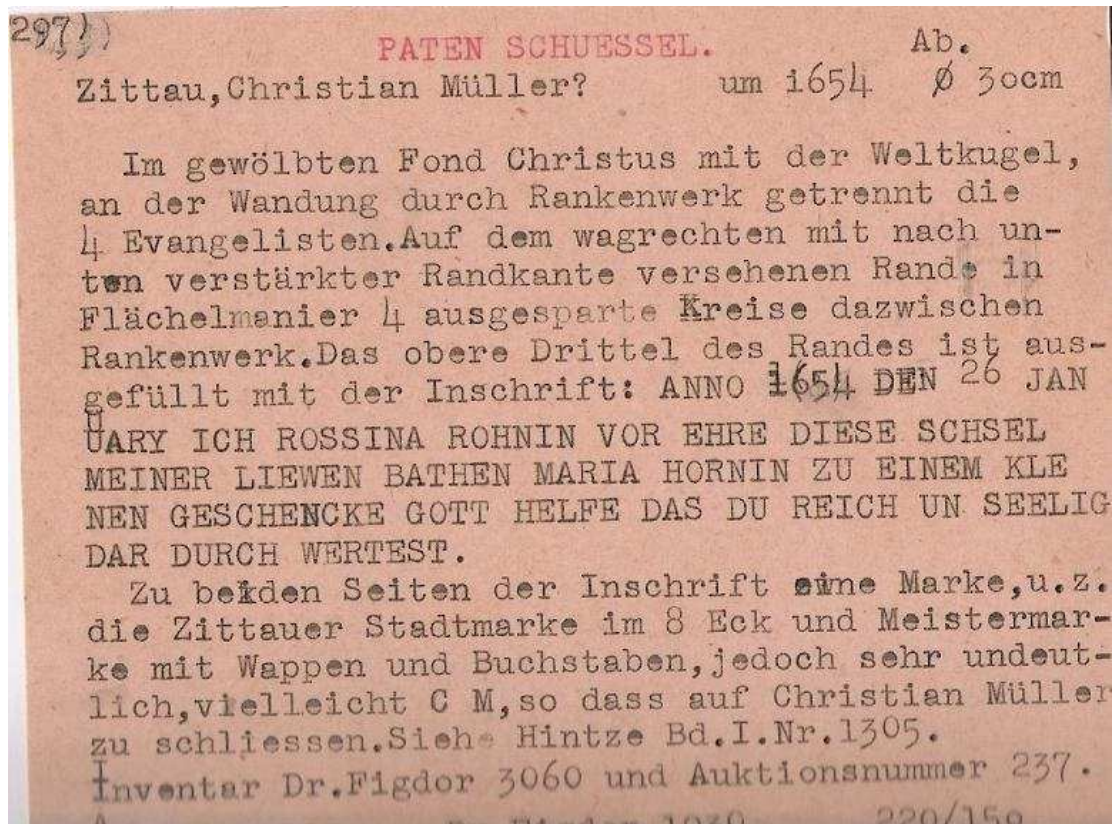 297)
PATEN SCHUESSEL. Ab.
Zittau,Christian Müller? um i654 Ø 3ocm
Im gewölbten Fond Christus mit der Weltkugel,
an der Wandung durch Rankenwerk getrennt die
4 Evangelisten.Auf dem wagrechten mit nach un-
ten verstärkter Randkante versehenen Rande in
Flächelmanier 4 ausgesparte Kreise dazwischen
Rankenwerk.Das obere Drittel des Randes ist aus-
gefüllt mit der Inschrift: ANNO 1654 DEN 26 JAN
UARY ICH ROSSINA ROHNIN VOR EHRE DIESE SCHSEL
MEINER LIEWEN BATHEN MARIA HORNIN ZU EINEM KLE
NEN GESCHENCKE GOTT HELFE DAS DU REICH UN SEELIG
DAR DURCH WERTEST.
Zu beiden Seiten der Inschrift eine Marke,u.z.
die Zittauer Stadtmarke im 8 Eck und Meistermar-
ke mit Wappen und Buchstaben,jedoch sehr undeut-
lich,vielleicht C M,so dass auf Christian Müller
zu schliessen.Siehe Hintze Bd.I.Nr.1305.
Inventar Dr.Figdor 3060 und Auktionsnummer 237.
Figdor 1930 220/150